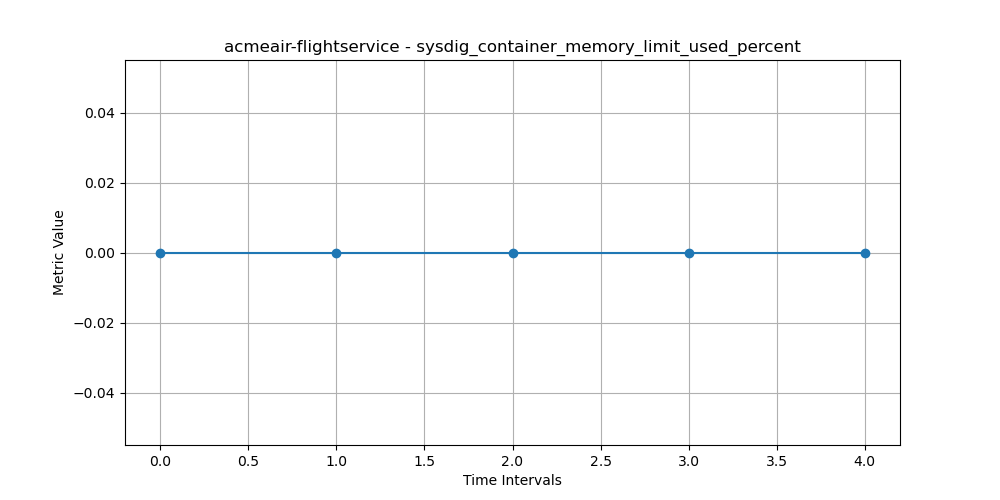 acmeair-flightservice - sysdig_container_memory_limit_used_percent
Metric Value
0.04
0.02
0.00
−0.02
−0.04
0.0 0.5 1.0 1.5 2.0 2.5 3.0 3.5 4.0
Time Intervals